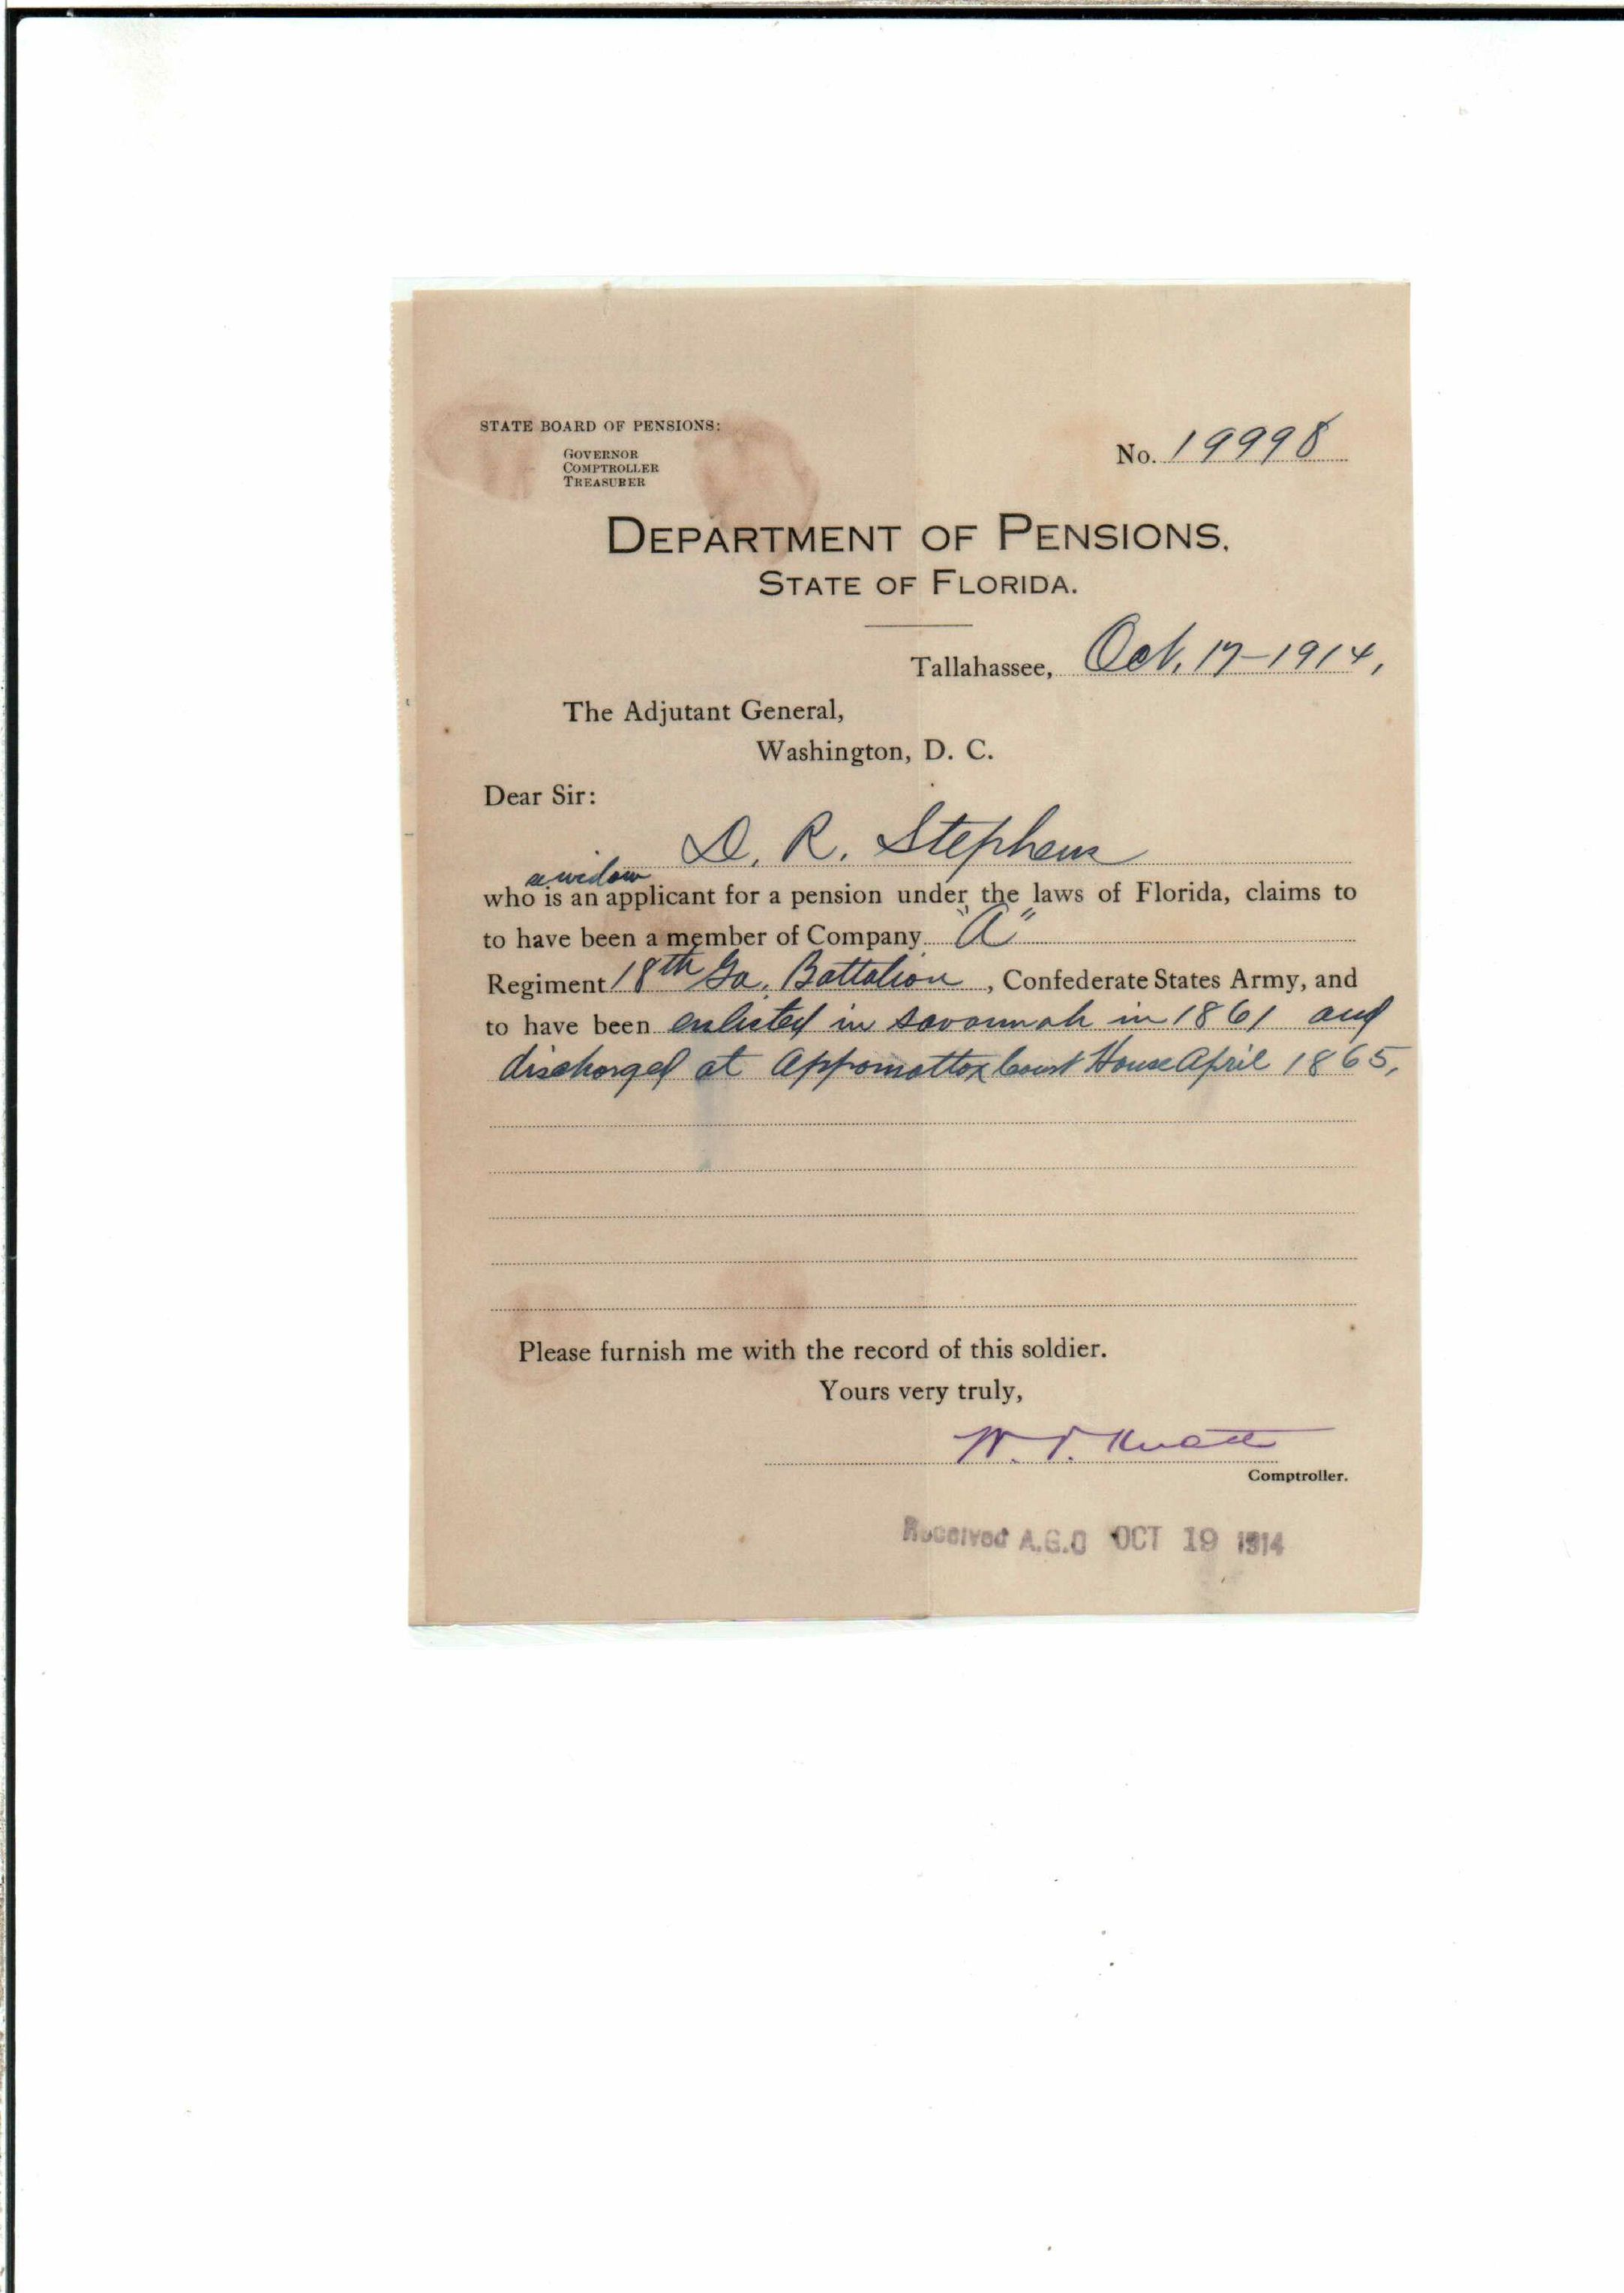 STATE BOARD OF PENSIONS:
GOVERNOR
COMPTROLLER
TREASURER
No. 19998
DEPARTMENT OF PENSIONS.
STATE OF FLORIDA.
Tallahassee, Oct. 17-1914,
The Adjutant General,
Washington, D. C.
Dear Sir:
D. R. Stephens
widow
who is an applicant for a pension under the laws of Florida, claims to
to have been a member of Company "A"
Regiment 18th Ga. Battalion, Confederate States Army, and
to have been enlisted in Savannah in 1861 and
discharged at Appomattox Court House April 1865,
Please furnish me with the record of this soldier.
Yours very truly,
W. V. Knott
Comptroller.
Received A.G.O OCT 19 1914